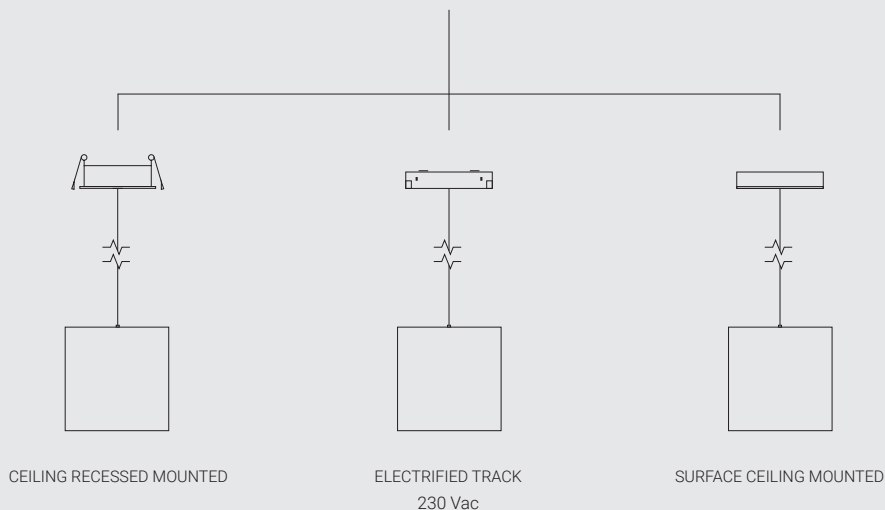 CEILING RECESSED MOUNTED
ELECTRIFIED TRACK
230 Vac
SURFACE CEILING MOUNTED